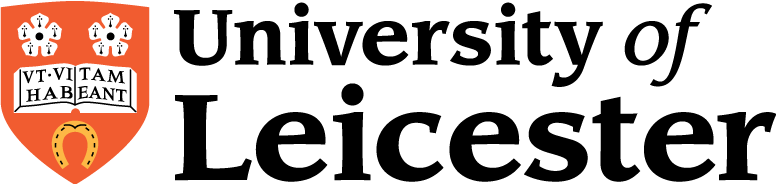 University of
Leicester
VT·VI TAM
HAB EANT